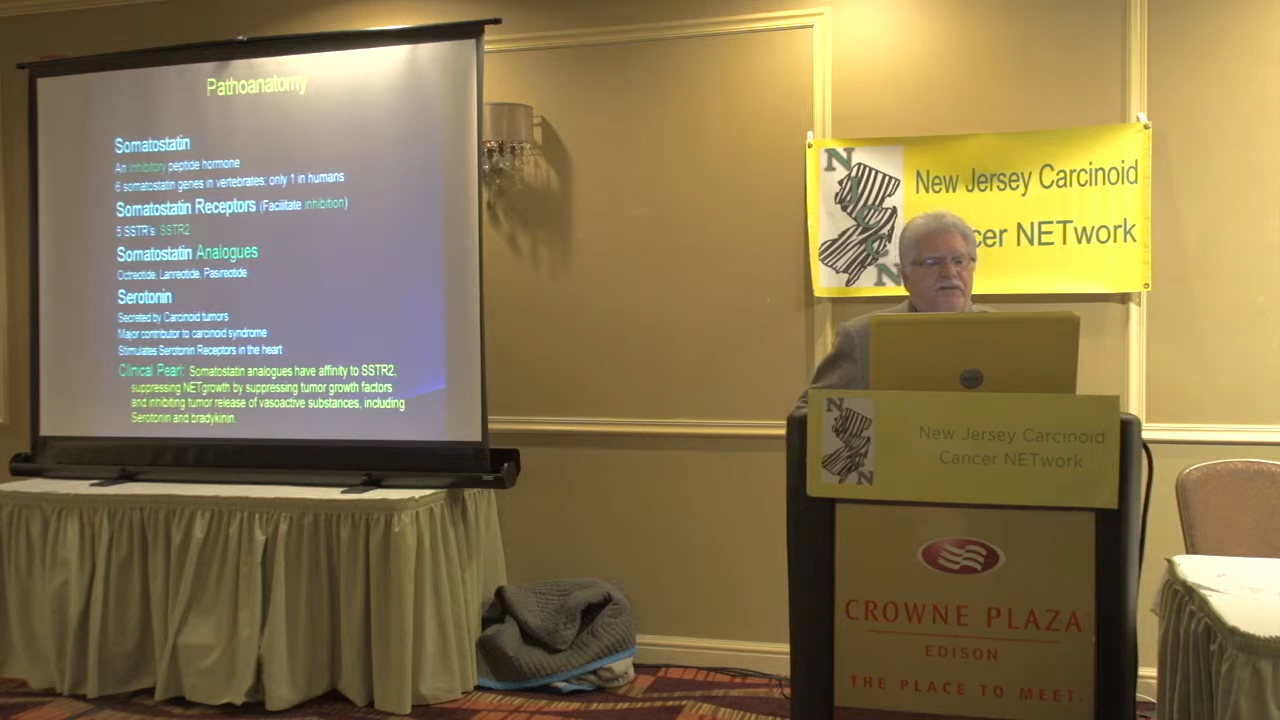 Pathoanatomy
Somatostatin
An inhibitory peptide hormone
6 somatostatin genes in vertebrates; only 1 in humans
Somatostatin Receptors (Facilitate inhibition)
5 SSTR's: SSTR2
Somatostatin Analogues
Octreotide, Lanreotide, Pasireotide
Serotonin
Secreted by Carcinoid tumors
Major contributor to carcinoid syndrome
Stimulates Serotonin Receptors in the heart
Clinical Pearl: Somatostatin analogues have affinity to SSTR2,
suppressing NETgrowth by suppressing tumor growth factors
and inhibiting tumor release of vasoactive substances, including
Serotonin and bradykinin.
NJCCN
New Jersey Carcinoid
cer NETwork
N
N
New Jersey Carcinoid
Cancer NETwork
CROWNE PLAZA
EDISON
THE PLACE TO MEET.